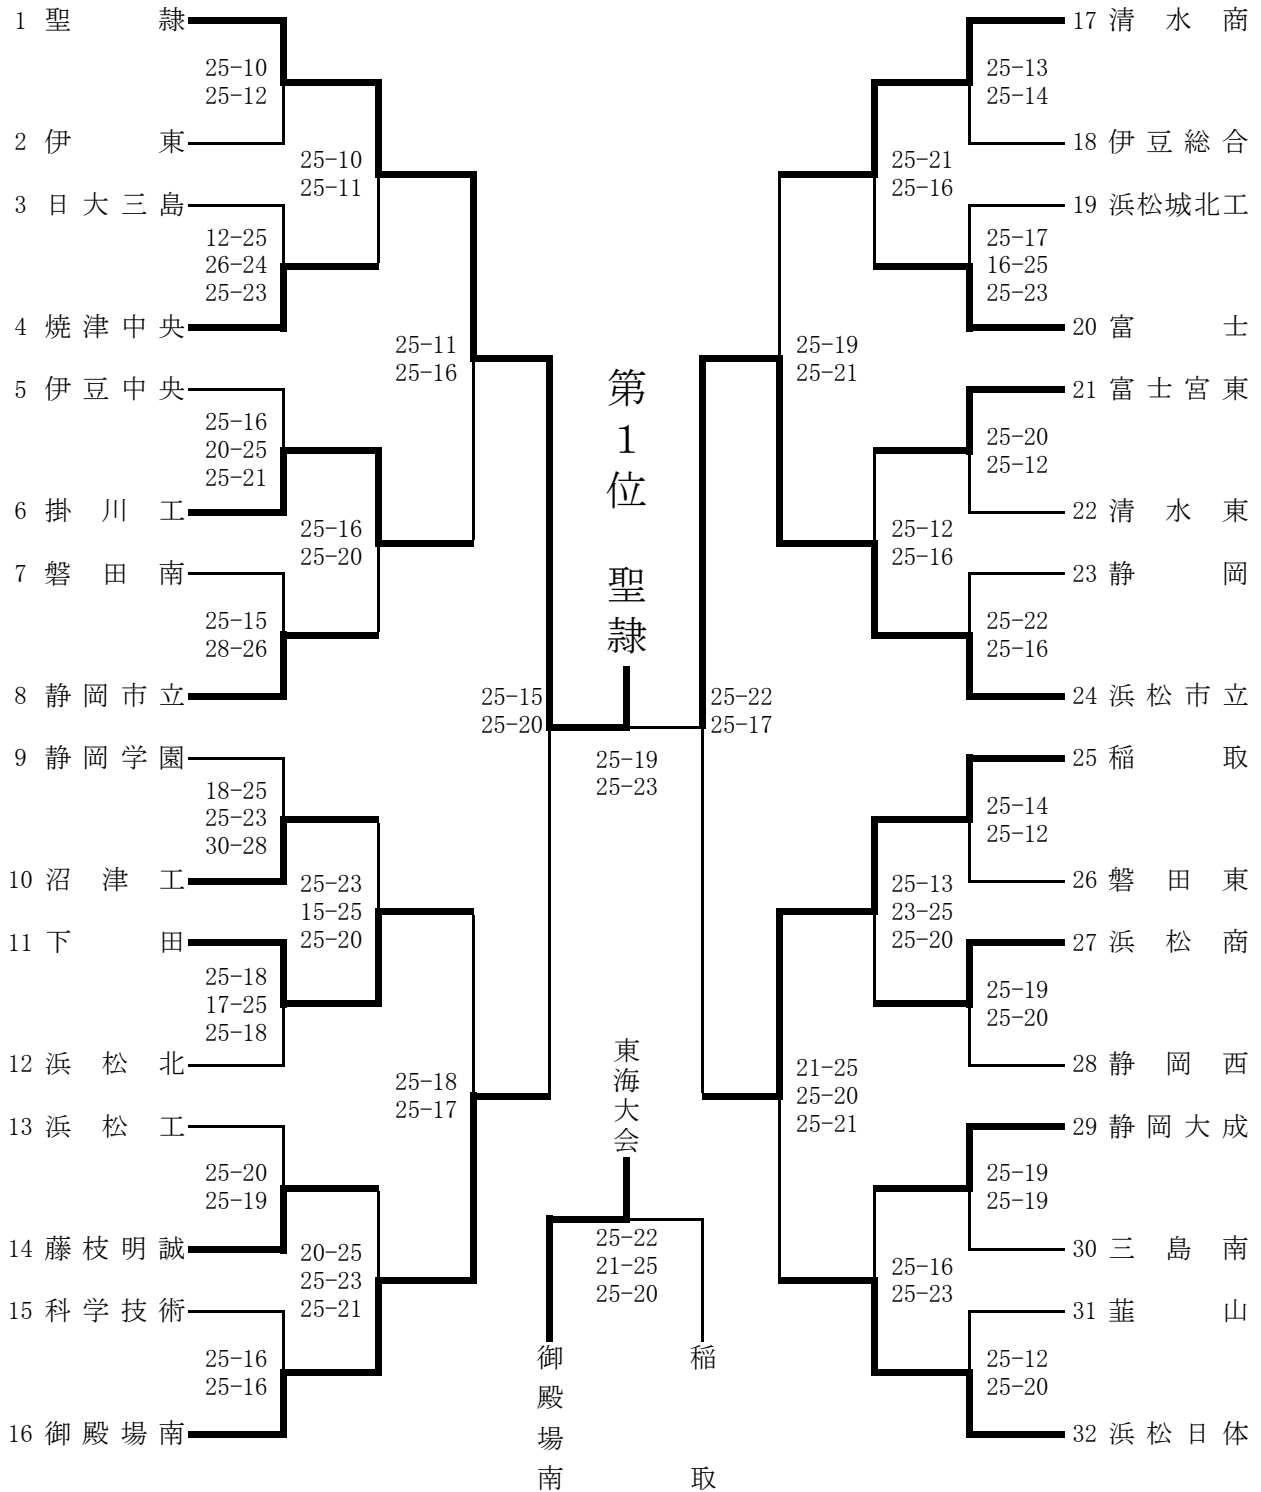 1 聖隷
25-10
25-12
2 伊東
25-10
25-11
3 日大三島
12-25
26-24
25-23
4 焼津中央
25-11
25-16
5 伊豆中央
25-16
20-25
25-21
6 掛川工
25-16
25-20
7 磐田南
25-15
28-26
8 静岡市立
25-15
25-20
9 静岡学園
18-25
25-23
30-28
10 沼津工
25-23
15-25
25-20
11 下田
25-18
17-25
25-18
12 浜松北
25-18
25-17
13 浜松工
25-20
25-19
14 藤枝明誠
20-25
25-23
25-21
15 科学技術
25-16
25-16
16 御殿場南
第1位 聖隷
25-19
25-23
東海大会
25-22
21-25
25-20
御殿場南
稲取
17 清水商
25-13
25-14
18 伊豆総合
25-21
25-16
19 浜松城北工
25-17
16-25
25-23
20 富士
25-19
25-21
21 富士宮東
25-20
25-12
22 清水東
25-12
25-16
23 静岡
25-22
25-16
24 浜松市立
25-22
25-17
25 稲取
25-14
25-12
26 磐田東
25-13
23-25
25-20
27 浜松商
25-19
25-20
28 静岡西
21-25
25-20
25-21
29 静岡大成
25-19
25-19
30 三島南
25-16
25-23
31 韮山
25-12
25-20
32 浜松日体